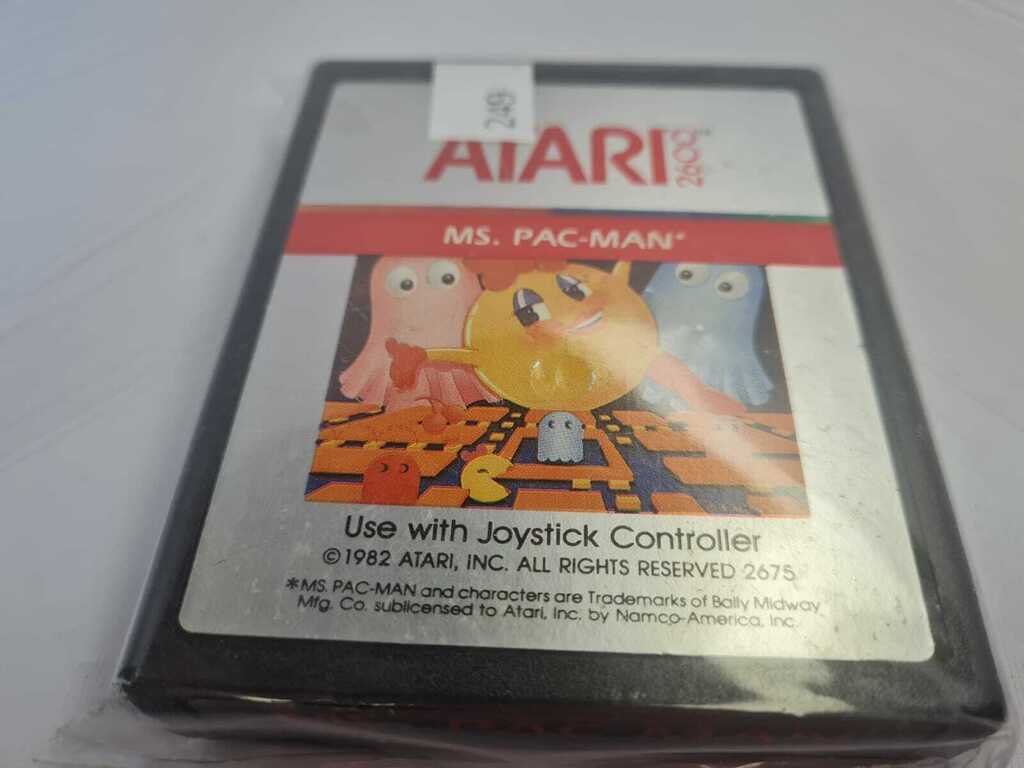 249
ATARI 2600™
MS. PAC-MAN*
Use with Joystick Controller
©1982 ATARI, INC. ALL RIGHTS RESERVED 2675
*MS. PAC-MAN and characters are Trademarks of Bally Midway
Mfg. Co. sublicensed to Atari, Inc. by Namco-America, Inc.